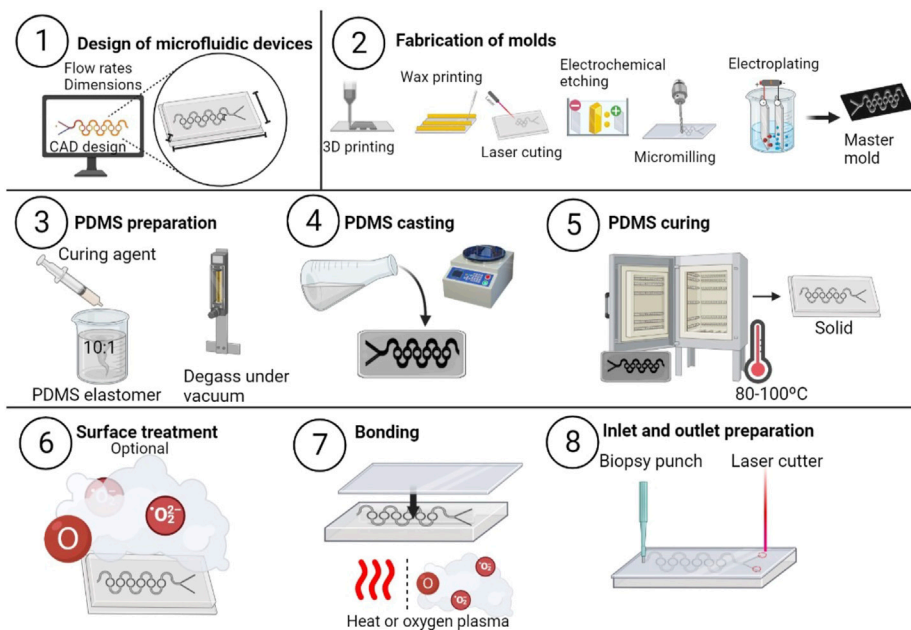 1
Design of microfluidic devices
Flow rates
Dimensions
CAD design
2
Fabrication of molds
3D printing
Wax printing
Laser cuting
Electrochemical
etching
Micromilling
Electroplating
Master
mold
3
PDMS preparation
Curing agent
10:1
PDMS elastomer
Degass under
vacuum
4
PDMS casting
5
PDMS curing
80-100ºC
Solid
6
Surface treatment
Optional
O
•O₂²⁻
7
Bonding
O
Heat or oxygen plasma
8
Inlet and outlet preparation
Biopsy punch
Laser cutter